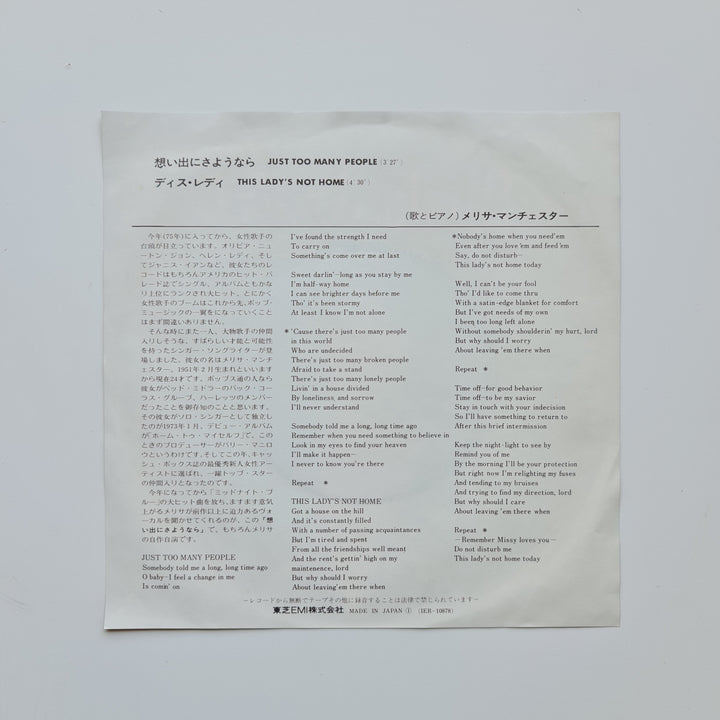 想い出にさようなら JUST TOO MANY PEOPLE (3′27″)
ディス・レディ THIS LADY'S NOT HOME (4′30″)
(歌とピアノ) メリサ・マンチェスター
今年(75年)に入ってから、女性歌手の
台頭が目立っています。オリビア・ニュ
ートン・ジョン、ヘレン・レディ、そし
てジャニス・イアンなど、彼女たちのレ
コードはもちろんアメリカのヒット・パ
レード誌でシングル、アルバムともかな
り上位にランクされ大ヒット、とにかく
女性歌手のブームはこれから先、ポップ・
ミュージックの一翼をになっていくこと
はまず間違いありません。
そんな時にまた一人、大物歌手の仲間
入りしそうな、すばらしい才能と可能性
を持ったシンガー・ソングライターが登
場しました。彼女の名はメリサ・マンチ
ェスター、1951年2月生まれといいます
から現在24才です。ポップス通の人なら
彼女がベッド・ミドラーのバック・コー
ラス・グループ、ハーレッツのメンバー
だったことを御存知のことと思います。
その彼女がソロ・シンガーとして独立し
たのが1973年1月、デビュー・アルバム
が「ホーム・トゥ・マイセルフ」で、この
ときのプロデューサーがバリー・マニロ
ウというわけです。そしてこの年、キャッ
シュ・ボックス誌の最優秀新人女性アー
ティストに選ばれ、一躍トップ・スター
の仲間入りとなったのです。
今年になってから「ミッドナイト・ブ
ルー」の大ヒット曲を放ち、ますます意気
上がるメリサが前作以上に迫力あるヴォ
ーカルを聞かせてくれるのが、この「想
い出にさようなら」で、もちろんメリサ
の自作自演です。
JUST TOO MANY PEOPLE
Somebody told me a long, long time ago
O baby—I feel a change in me
Is comin' on
I've found the strength I need
To carry on
Something's come over me at last
Sweet darlin'—long as you stay by me
I'm half-way home
I can see brighter days before me
Tho' it's been stormy
At least I know I'm not alone
* 'Cause there's just too many people
in this world
Who are undecided
There's just too many broken people
Afraid to take a stand
There's just too many lonely people
Livin' in a house divided
By loneliness, and sorrow
I'll never understand
Somebody told me a long, long time ago
Remember when you need something to believe in
Look in my eyes to find your freedom
I'll make it happen—
I never to know you're there
Repeat *
THIS LADY'S NOT HOME
Got a house on the hill
And it's constantly filled
With a number of passing acquaintances
But I'm tired and spent
From all the friendships well meant
And the rent's gettin' high on my
maintenence, lord
But why should I worry
About leaving'em there when
*Nobody's home when you need'em
Even after you love 'em and feed'em
Say, do not disturb—
This lady's not home today
Well, I can't be your fool
Tho' I'd like to come thru
With a satin-edge blanket for comfort
But I've got needs of my own
I been too long left alone
Without somebody shoulderin' my hurt, lord
But why should I worry
About leaving 'em there when
Repeat *
Time off—for good behavior
Time off—to be my savior
Stay in touch with your indecision
So I'll have something to return to
After this brief intermission
Keep the night-light to see by
Remind you of me
By the morning I'll be your protection
But right now I'm relighting my fuses
And tending to my bruises
And trying to find my direction, lord
But why should I care
About leaving 'em there when
Repeat *
—Remember Missy loves you—
Do not disturb me
This lady's not home today
−レコードから無断でテープその他に録音することは法律で禁じられています−
東芝EMI株式会社 MADE IN JAPAN ① (IER-10878)